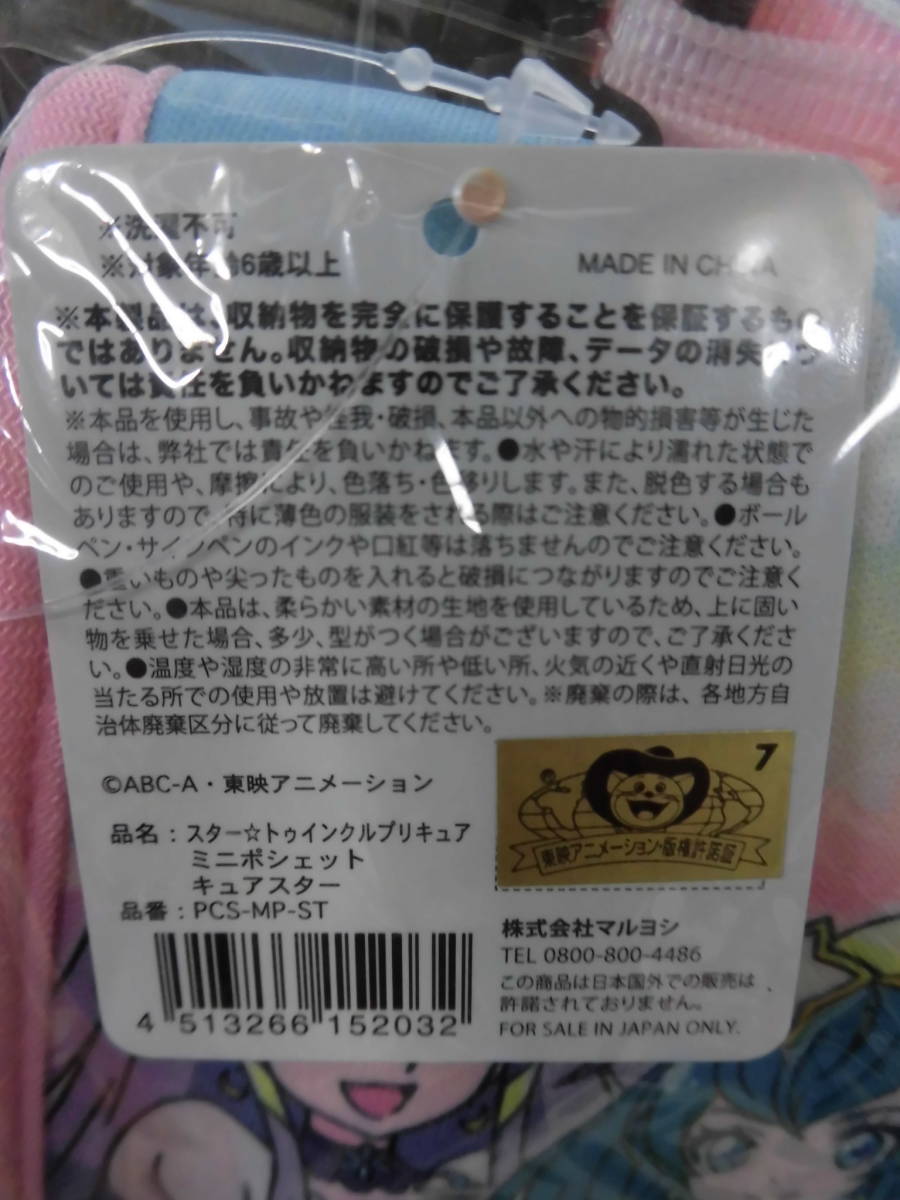 ※洗濯不可
※対象年齢6歳以上
MADE IN CHINA
※本製品は、収納物を完全に保護することを保証するもの
ではありません。収納物の破損や故障、データの消失につ
いては責任を負いかねますのでご了承ください。
※本品を使用し、事故や怪我・破損、本品以外への物的損害等が生じた
場合は、弊社では責任を負いかねます。●水や汗により濡れた状態で
のご使用や、摩擦により、色落ち・色移りします。また、脱色する場合も
ありますので、特に薄色の服装をされる際はご注意ください。●ボール
ペン・サインペンのインクや口紅等は落ちませんのでご注意ください。
●重いものや尖ったものを入れると破損につながりますのでご注意く
ださい。●本品は、柔らかい素材の生地を使用しているため、上に固い
物を乗せた場合、多少、型がつく場合がございますので、ご了承くださ
い。●温度や湿度の非常に高い所や低い所、火気の近くや直射日光の
当たる所での使用や放置は避けてください。※廃棄の際は、各地方自
治体廃棄区分に従って廃棄してください。
©ABC-A・東映アニメーション
7
東映アニメーション・版権許諾証
品名：スター☆トゥインクルプリキュア
ミニポシェット
キュアスター
品番：PCS-MP-ST
4 513266 152032
株式会社マルヨシ
TEL 0800-800-4486
この商品は日本国外での販売は
許諾されておりません。
FOR SALE IN JAPAN ONLY.